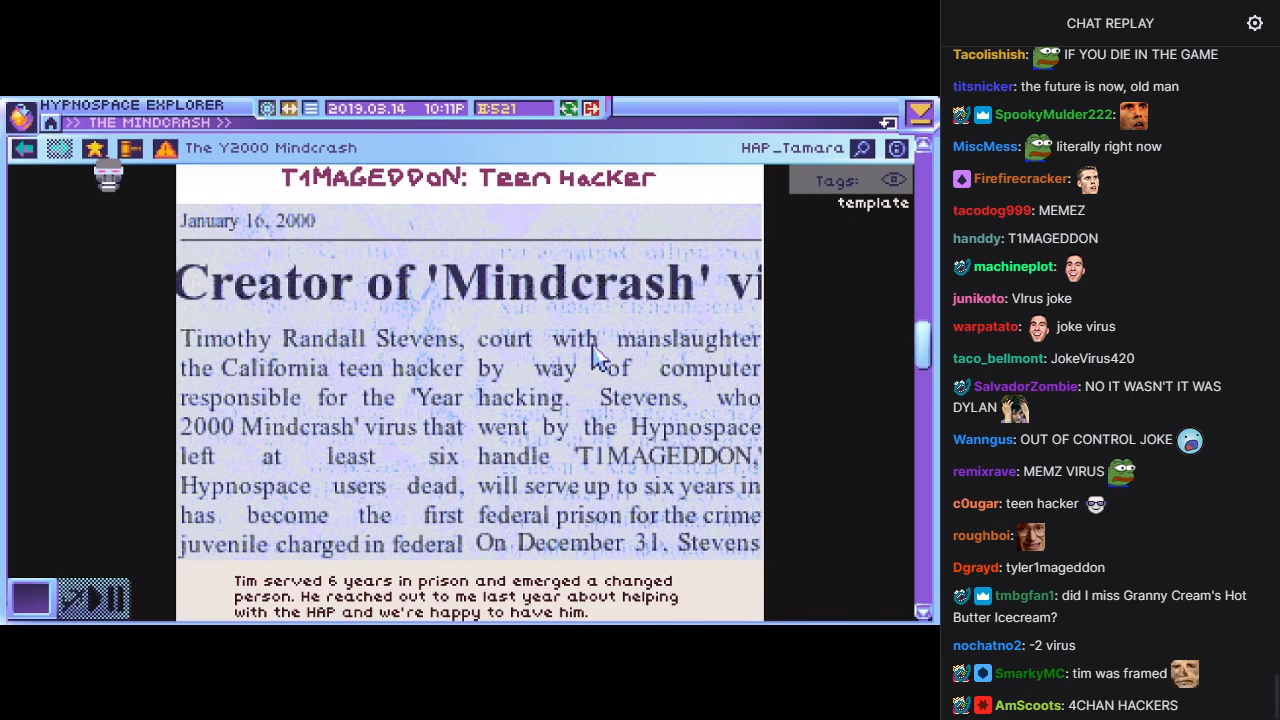 HYPNOSPACE EXPLORER
2019.03.14 10:11P 521
>> THE MINDCRASH >>
The Y2000 Mindcrash
HAP_Tamara
Tags:
template
T1MAGEDDON: Teen Hacker
January 16, 2000
Creator of 'Mindcrash' vi
Timothy Randall Stevens,
the California teen hacker
responsible for the 'Year
2000 Mindcrash' virus that
left at least six
Hypnospace users dead,
has become the first
juvenile charged in federal
court with manslaughter
by way of computer
hacking. Stevens, who
went by the Hypnospace
handle 'T1MAGEDDON,'
will serve up to six years in
federal prison for the crime
On December 31, Stevens
Tim served 6 years in prison and emerged a changed
person. He reached out to me last year about helping
with the HAP and we're happy to have him.
CHAT REPLAY
Tacolishish: IF YOU DIE IN THE GAME
titsnicker: the future is now, old man
SpookyMulder222:
MiscMess: literally right now
Firefirecracker:
tacodog999: MEMEZ
handdy: T1MAGEDDON
machineplot:
junikoto: VIrus joke
warpatato: joke virus
taco_bellmont: JokeVirus420
SalvadorZombie: NO IT WASN'T IT WAS
DYLAN
Wanngus: OUT OF CONTROL JOKE
remixrave: MEMZ VIRUS
c0ugar: teen hacker
roughboi:
Dgrayd: tyler1mageddon
tmbgfan1: did I miss Granny Cream's Hot
Butter Icecream?
nochatno2: -2 virus
SmarkyMC: tim was framed
AmScoots: 4CHAN HACKERS